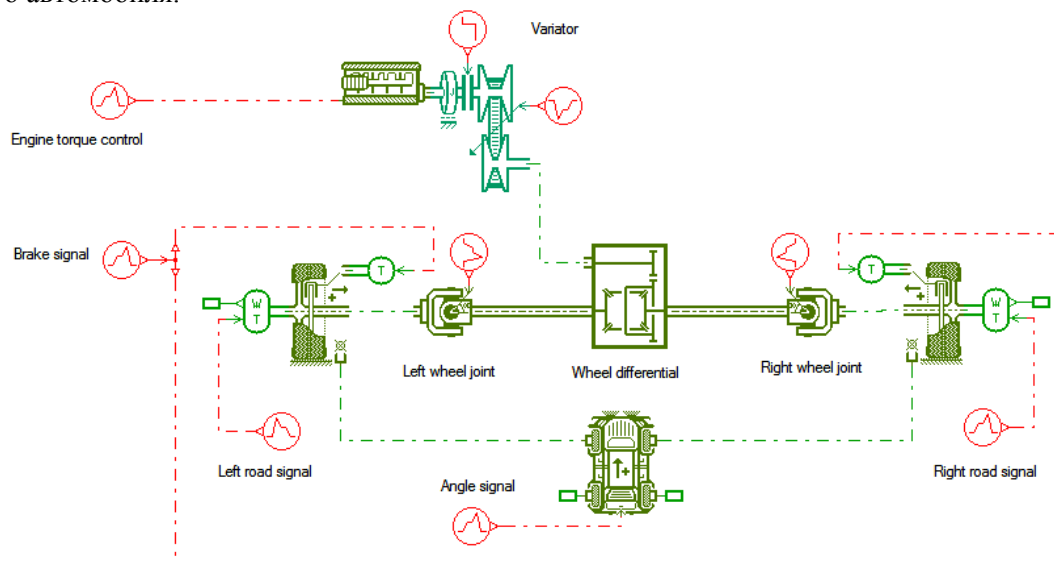 о автомобиля.
Variator
Engine torque control
Brake signal
T
T
W
T
W
T
Left wheel joint
Wheel differential
Right wheel joint
Left road signal
Angle signal
Right road signal